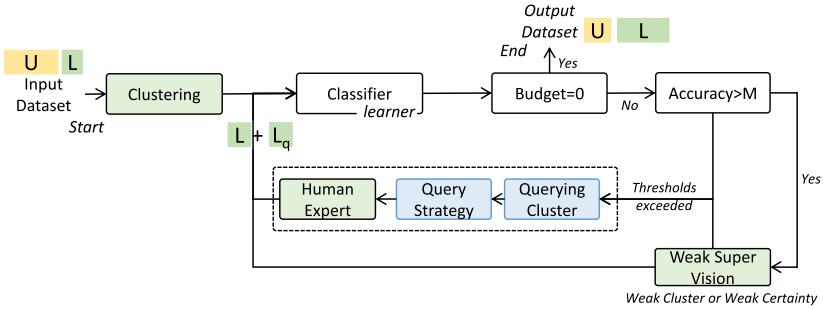 Output
Dataset
U
L
End
Yes
U
L
Input
Dataset
Start
Clustering
Classifier
learner
Budget=0
No
Accuracy>M
L + Lq
Human
Expert
Query
Strategy
Querying
Cluster
Thresholds
exceeded
Yes
Weak Super
Vision
Weak Cluster or Weak Certainty